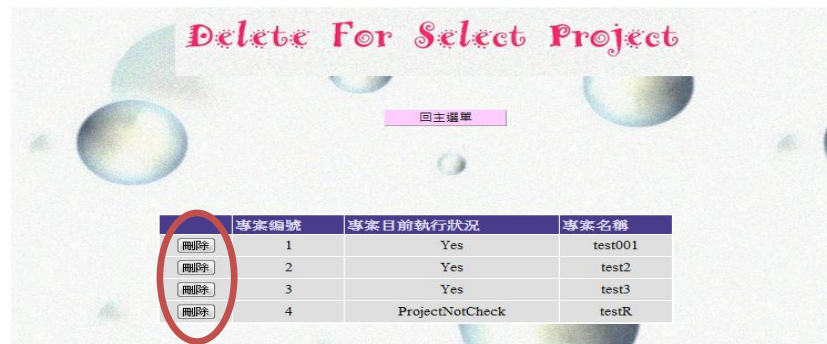 Delete For Select Project
回主選單
專案編號 專案目前執行狀況 專案名稱
刪除 1 Yes test001
刪除 2 Yes test2
刪除 3 Yes test3
刪除 4 ProjectNotCheck testR